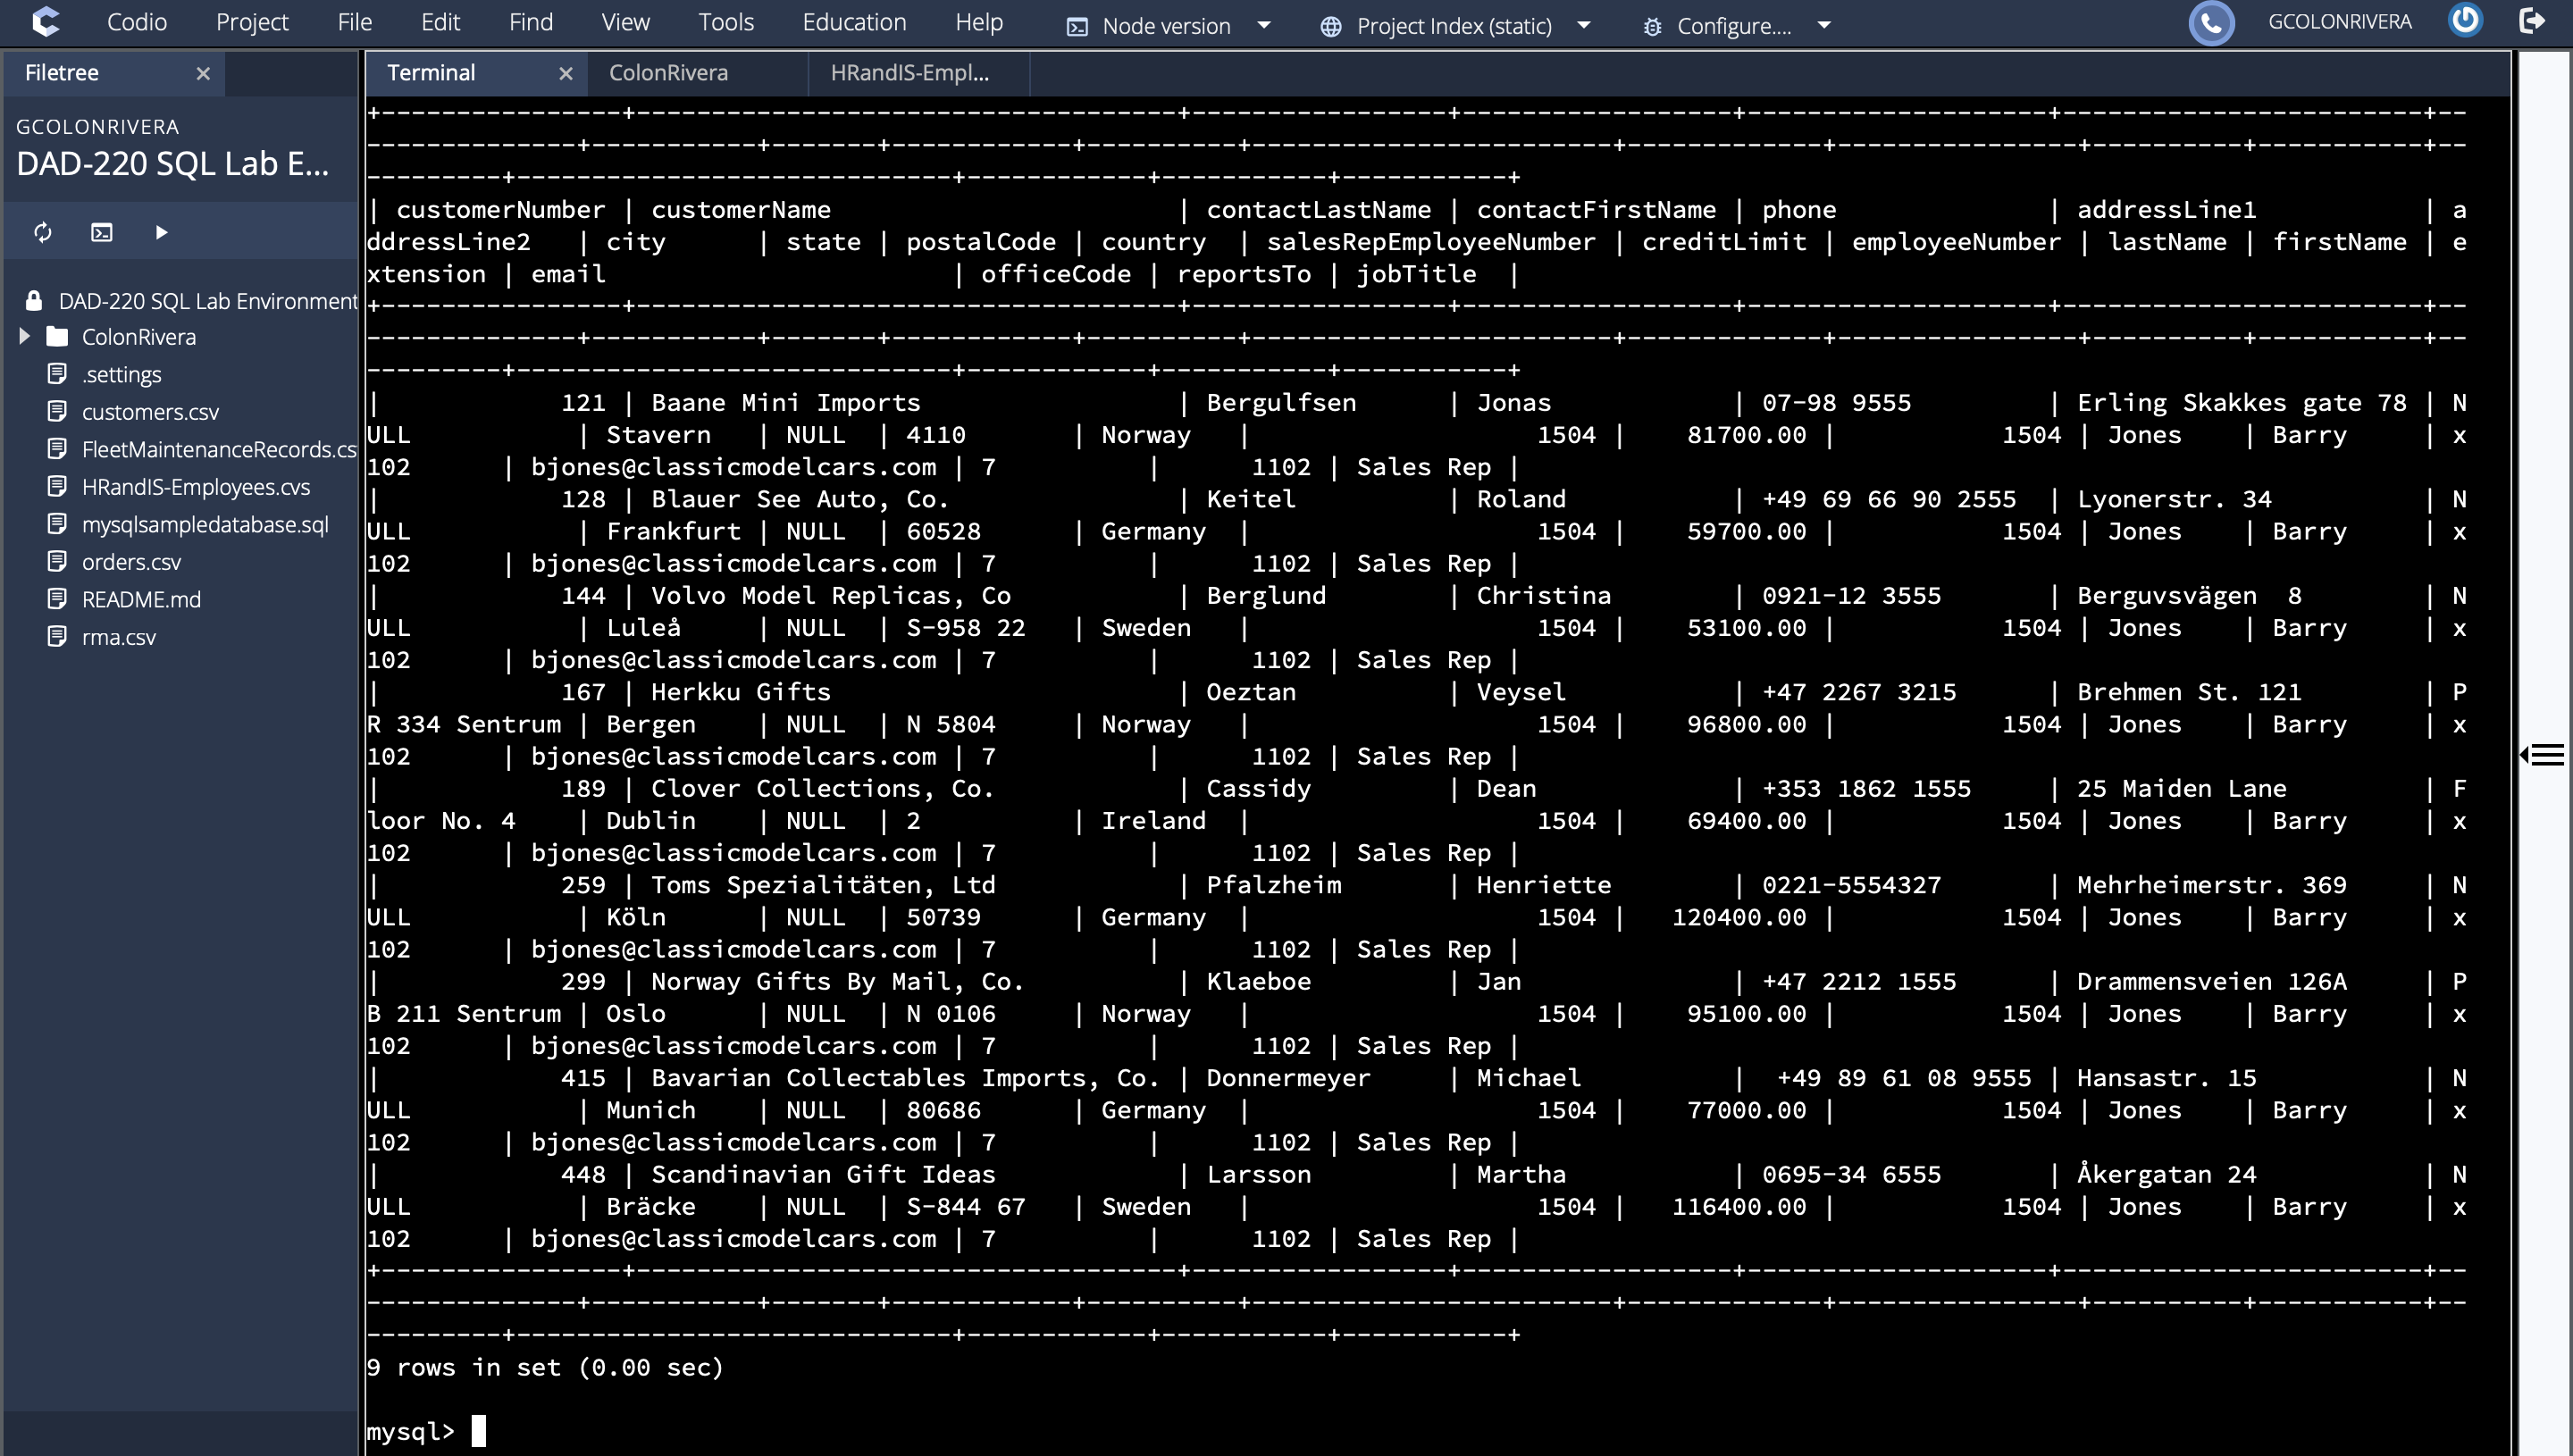 Codio Project File Edit Find View Tools Education Help Node version Project Index (static) Configure.... GCOLONRIVERA
Filetree
Terminal ColonRivera HRandIS-Empl...
GCOLONRIVERA
DAD-220 SQL Lab E...
DAD-220 SQL Lab Environment
ColonRivera
.settings
customers.csv
FleetMaintenanceRecords.cs
HRandIS-Employees.cvs
mysqlsampledatabase.sql
orders.csv
README.md
rma.csv
| customerNumber | customerName | contactLastName | contactFirstName | phone | addressLine1 | a
ddressLine2 | city | state | postalCode | country | salesRepEmployeeNumber | creditLimit | employeeNumber | lastName | firstName | e
xtension | email | officeCode | reportsTo | jobTitle |
| 121 | Baane Mini Imports | Bergulfsen | Jonas | 07-98 9555 | Erling Skakkes gate 78 | N
ULL | Stavern | NULL | 4110 | Norway | 1504 | 81700.00 | 1504 | Jones | Barry | x
102 | bjones@classicmodelcars.com | 7 | 1102 | Sales Rep |
| 128 | Blauer See Auto, Co. | Keitel | Roland | +49 69 66 90 2555 | Lyonerstr. 34 | N
ULL | Frankfurt | NULL | 60528 | Germany | 1504 | 59700.00 | 1504 | Jones | Barry | x
102 | bjones@classicmodelcars.com | 7 | 1102 | Sales Rep |
| 144 | Volvo Model Replicas, Co | Berglund | Christina | 0921-12 3555 | Berguvsvägen  8 | N
ULL | Luleå | NULL | S-958 22 | Sweden | 1504 | 53100.00 | 1504 | Jones | Barry | x
102 | bjones@classicmodelcars.com | 7 | 1102 | Sales Rep |
| 167 | Herkku Gifts | Oeztan | Veysel | +47 2267 3215 | Brehmen St. 121 | P
R 334 Sentrum | Bergen | NULL | N 5804 | Norway | 1504 | 96800.00 | 1504 | Jones | Barry | x
102 | bjones@classicmodelcars.com | 7 | 1102 | Sales Rep |
| 189 | Clover Collections, Co. | Cassidy | Dean | +353 1862 1555 | 25 Maiden Lane | F
loor No. 4 | Dublin | NULL | 2 | Ireland | 1504 | 69400.00 | 1504 | Jones | Barry | x
102 | bjones@classicmodelcars.com | 7 | 1102 | Sales Rep |
| 259 | Toms Spezialitäten, Ltd | Pfalzheim | Henriette | 0221-5554327 | Mehrheimerstr. 369 | N
ULL | Köln | NULL | 50739 | Germany | 1504 | 120400.00 | 1504 | Jones | Barry | x
102 | bjones@classicmodelcars.com | 7 | 1102 | Sales Rep |
| 299 | Norway Gifts By Mail, Co. | Klaeboe | Jan | +47 2212 1555 | Drammensveien 126A | P
B 211 Sentrum | Oslo | NULL | N 0106 | Norway | 1504 | 95100.00 | 1504 | Jones | Barry | x
102 | bjones@classicmodelcars.com | 7 | 1102 | Sales Rep |
| 415 | Bavarian Collectables Imports, Co. | Donnermeyer | Michael | +49 89 61 08 9555 | Hansastr. 15 | N
ULL | Munich | NULL | 80686 | Germany | 1504 | 77000.00 | 1504 | Jones | Barry | x
102 | bjones@classicmodelcars.com | 7 | 1102 | Sales Rep |
| 448 | Scandinavian Gift Ideas | Larsson | Martha | 0695-34 6555 | Åkergatan 24 | N
ULL | Bräcke | NULL | S-844 67 | Sweden | 1504 | 116400.00 | 1504 | Jones | Barry | x
102 | bjones@classicmodelcars.com | 7 | 1102 | Sales Rep |
9 rows in set (0.00 sec)
mysql>